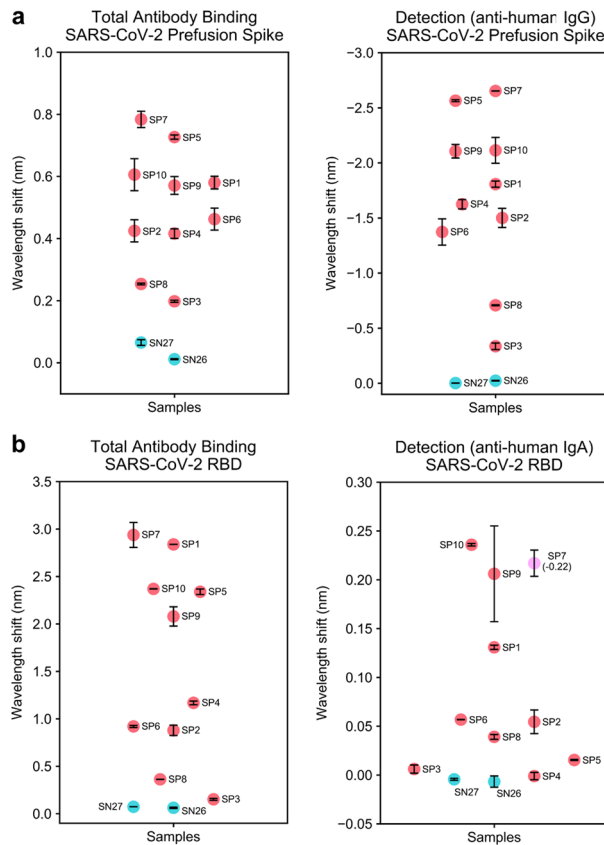 a
Total Antibody Binding
SARS-CoV-2 Prefusion Spike
Wavelength shift (nm)
1.0
0.8
0.6
0.4
0.2
0.0
SP7
SP5
SP10
SP9
SP1
SP6
SP2
SP4
SP8
SP3
SN27
SN26
Samples
Detection (anti-human IgG)
SARS-CoV-2 Prefusion Spike
Wavelength shift (nm)
−3.0
−2.5
−2.0
−1.5
−1.0
−0.5
0.0
SP7
SP5
SP9
SP10
SP1
SP4
SP2
SP6
SP8
SP3
SN27
SN26
Samples
b
Total Antibody Binding
SARS-CoV-2 RBD
Wavelength shift (nm)
3.5
3.0
2.5
2.0
1.5
1.0
0.5
0.0
SP7
SP1
SP10
SP5
SP9
SP4
SP6
SP2
SP8
SP3
SN27
SN26
Samples
Detection (anti-human IgA)
SARS-CoV-2 RBD
Wavelength shift (nm)
0.30
0.25
0.20
0.15
0.10
0.05
0.00
−0.05
SP10
SP9
SP7
(-0.22)
SP1
SP6
SP2
SP8
SP5
SP3
SP4
SN27
SN26
Samples